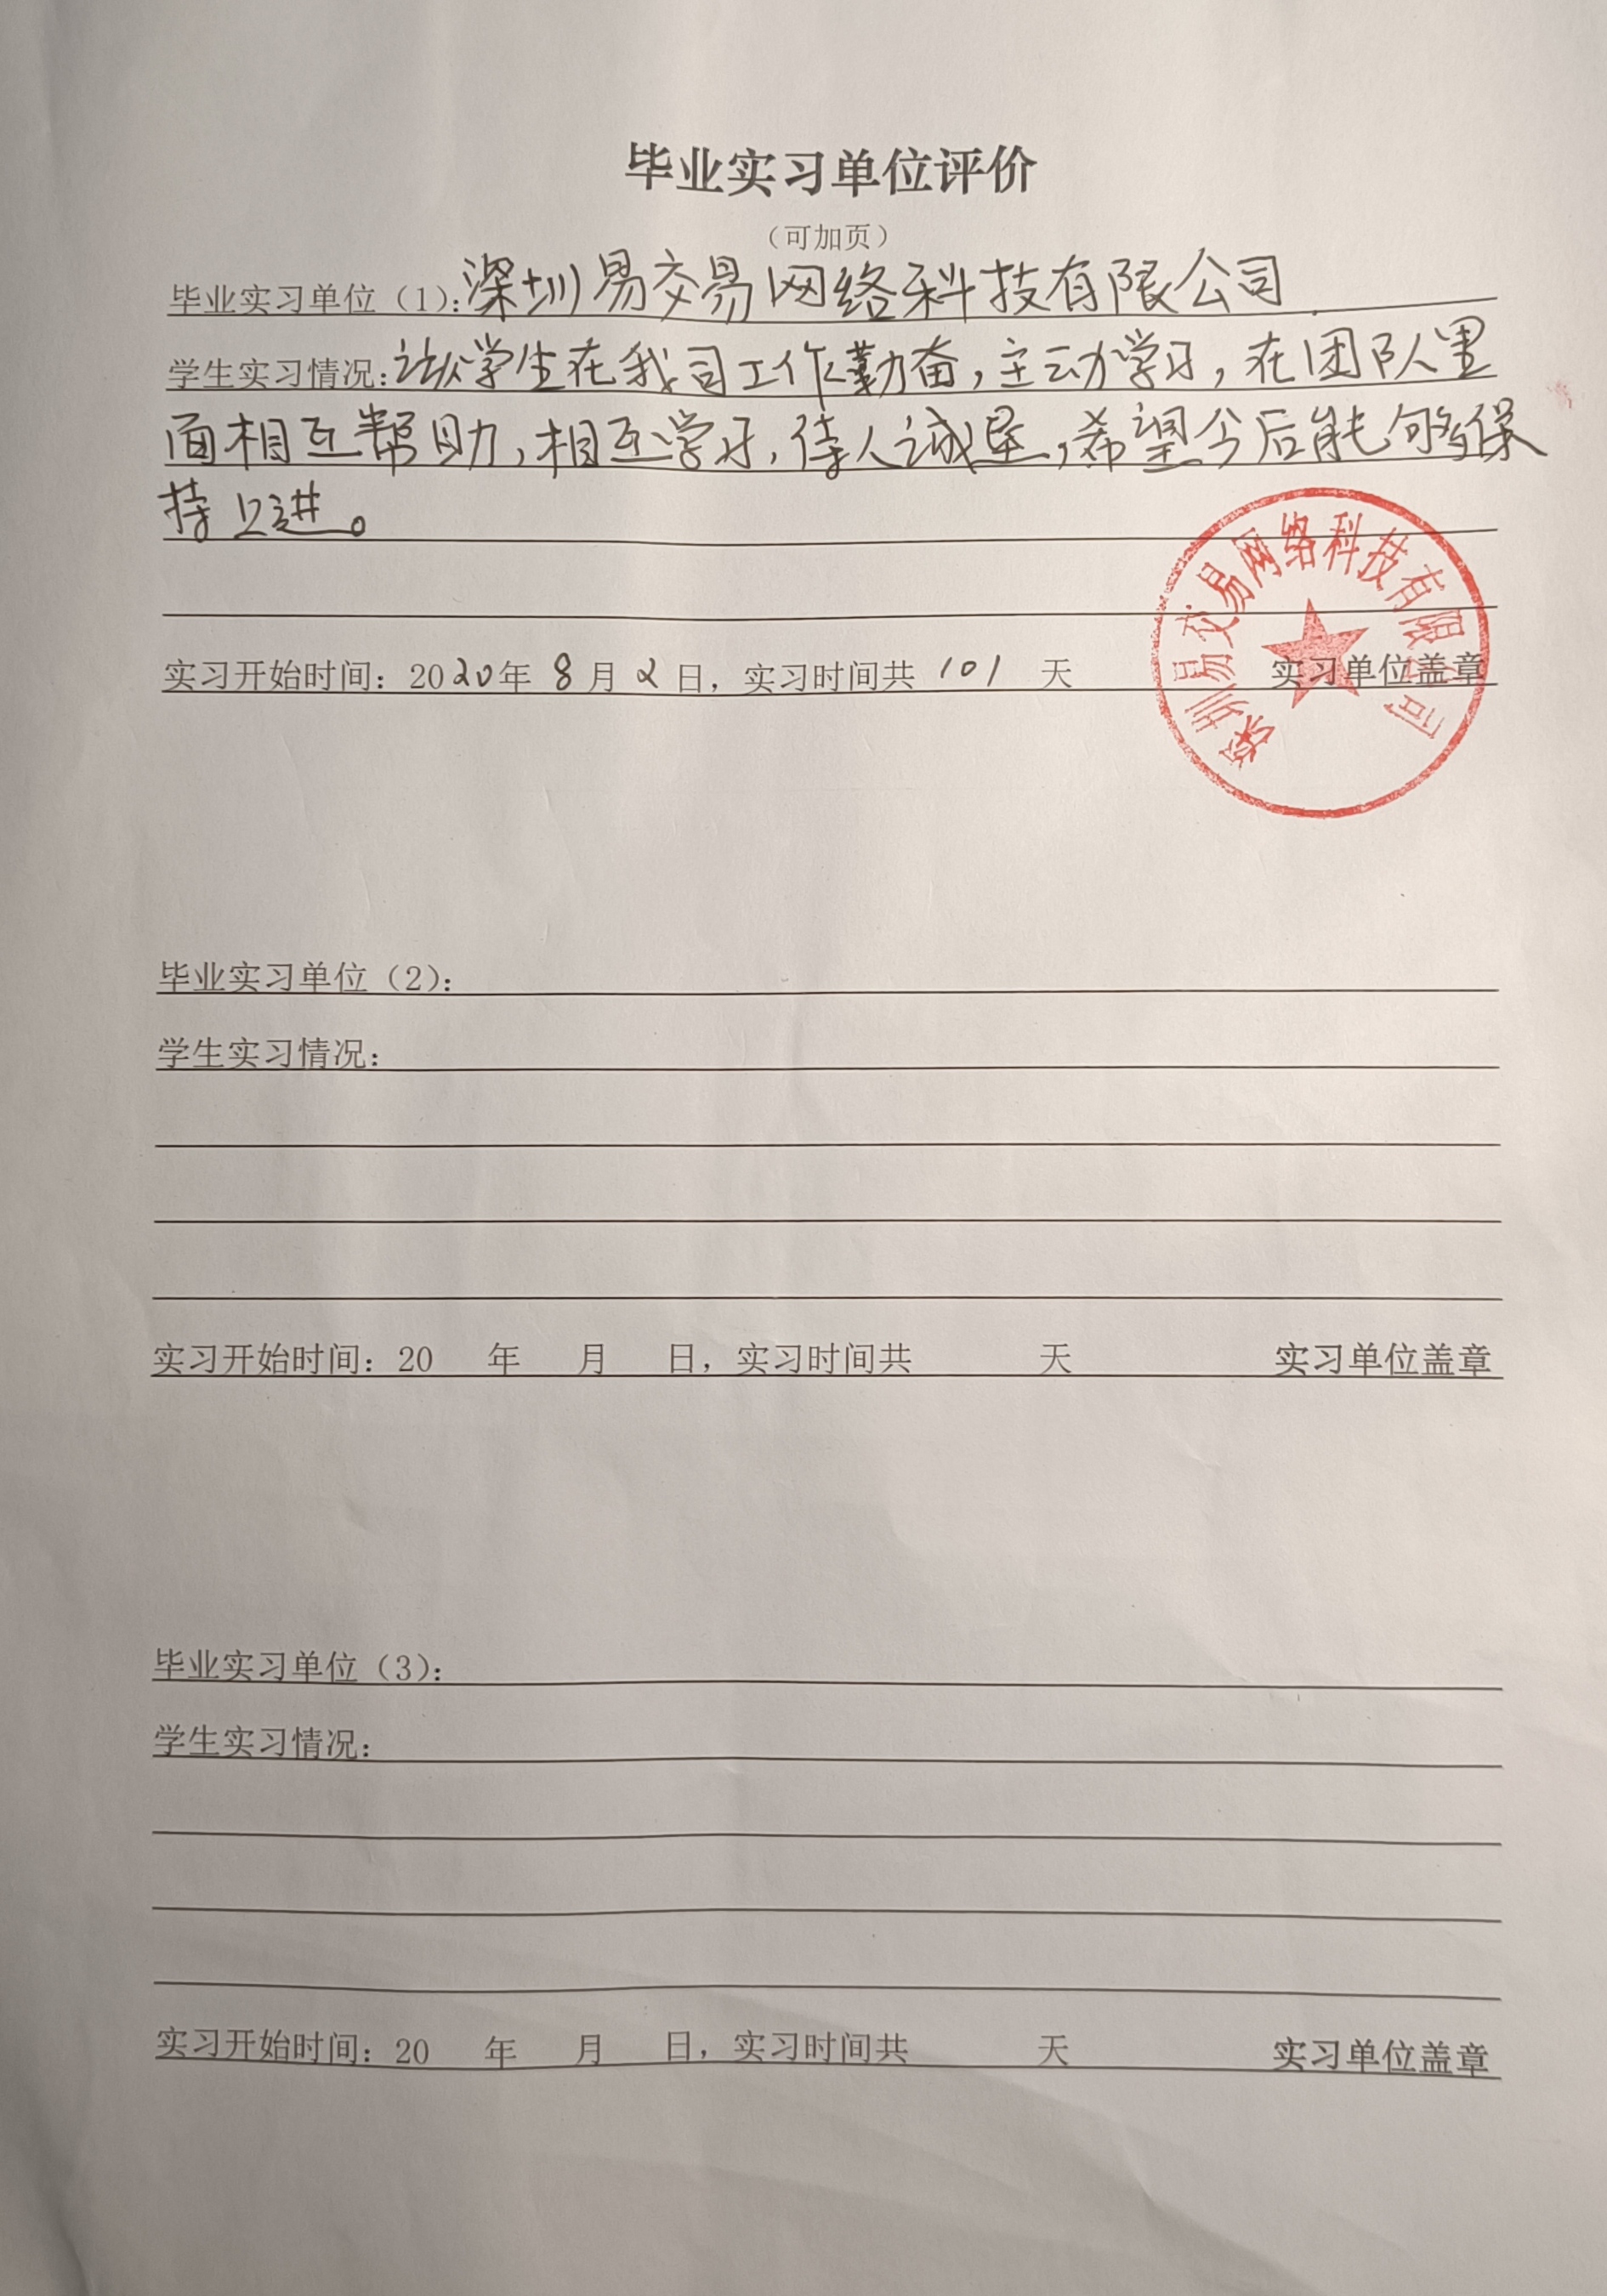 毕业实习单位评价
（可加页）
毕业实习单位（1）：深圳易交易网络科技有限公司
学生实习情况：该学生在我司工作勤奋，主动学习，在团队里
面相互帮助，相互学习，待人诚垦，希望今后能够保
持上进。
深圳易交易网络科技有限公司
实习开始时间：2020年 8月 2日，实习时间共 101 天 实习单位盖章
毕业实习单位（2）：
学生实习情况：
实习开始时间：20 年 月 日，实习时间共 天 实习单位盖章
毕业实习单位（3）：
学生实习情况：
实习开始时间：20 年 月 日，实习时间共 天 实习单位盖章